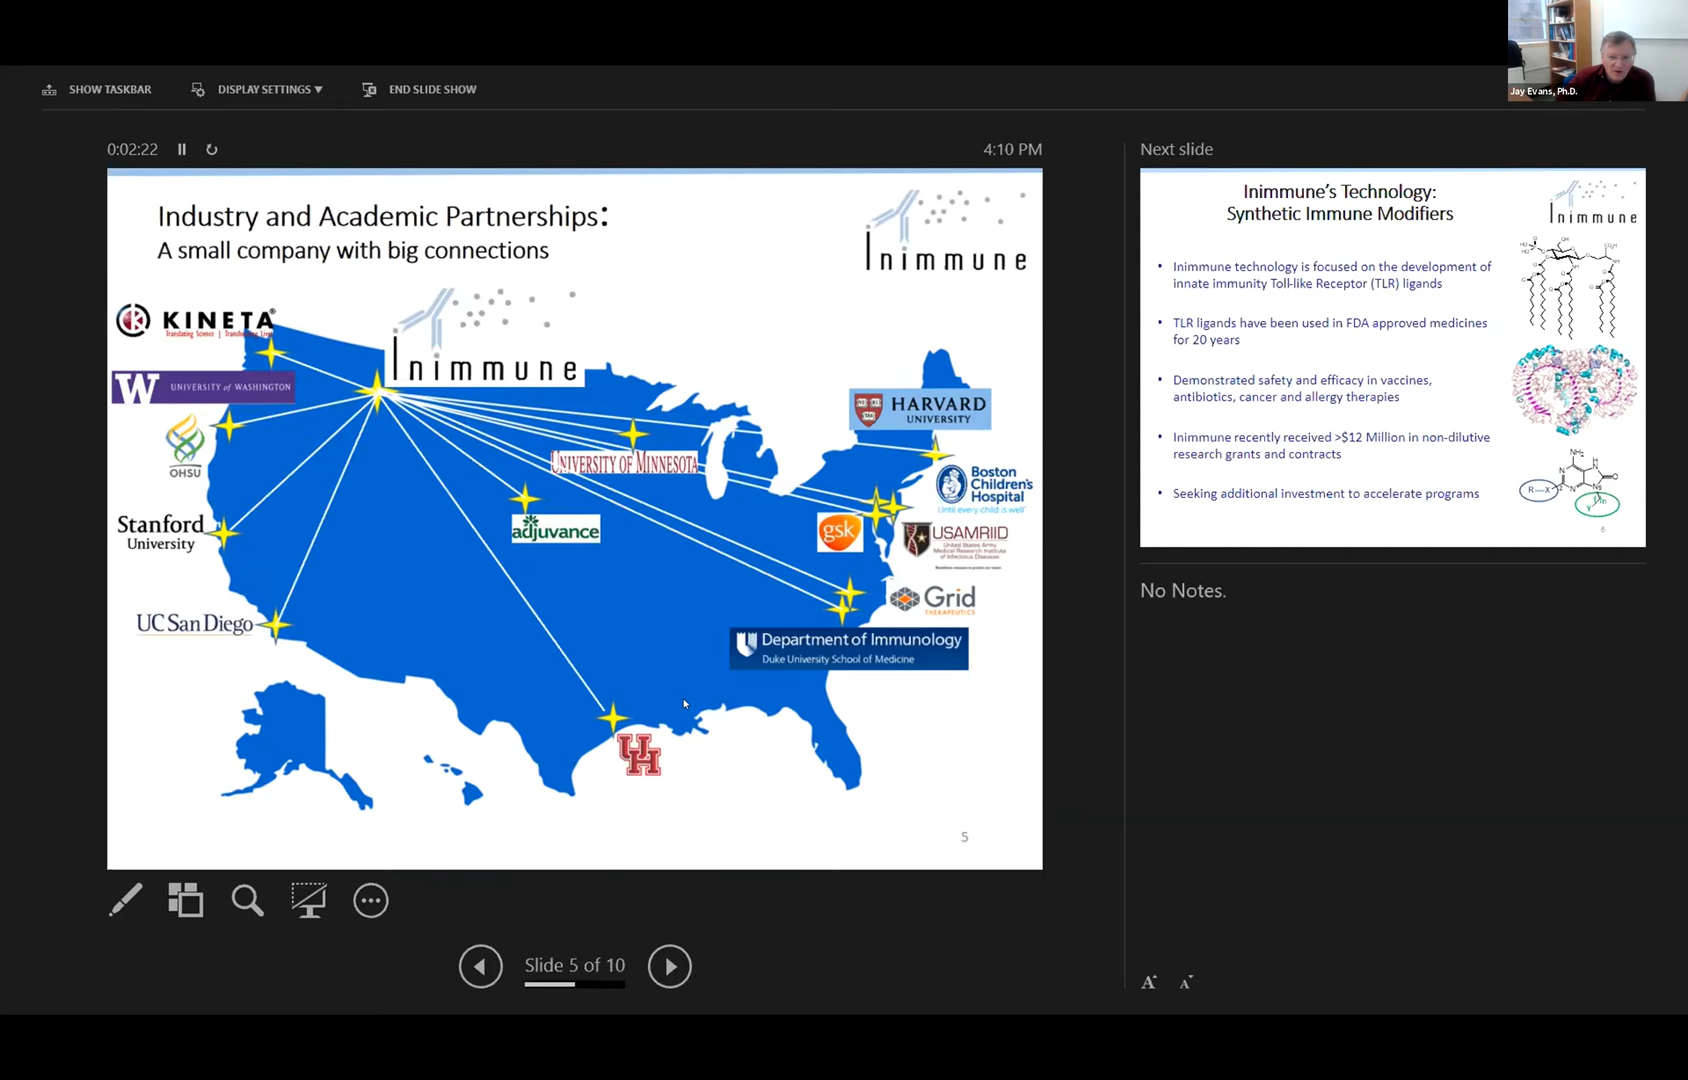 Jay Evans, Ph.D.
SHOW TASKBAR
DISPLAY SETTINGS ▼
END SLIDE SHOW
0:02:22
4:10 PM
Industry and Academic Partnerships:
A small company with big connections
Inimmune
KINETA®
Inimmune
W UNIVERSITY of WASHINGTON
OHSU
Stanford
University
UC San Diego
UNIVERSITY OF MINNESOTA
adjuvance
HARVARD
UNIVERSITY
Boston
Children's
Hospital
Until every child is well
gsk
USAMRIID
United States Army
Medical Research Institute
of Infectious Diseases
Grid
THERAPEUTICS
Department of Immunology
Duke University School of Medicine
UH
5
Next slide
Inimmune's Technology:
Synthetic Immune Modifiers
Inimmune
• Inimmune technology is focused on the development of
innate immunity Toll-like Receptor (TLR) ligands
• TLR ligands have been used in FDA approved medicines
for 20 years
• Demonstrated safety and efficacy in vaccines,
antibiotics, cancer and allergy therapies
• Inimmune recently received >$12 Million in non-dilutive
research grants and contracts
• Seeking additional investment to accelerate programs
NH₂
R—X
6
No Notes.
Slide 5 of 10
A A